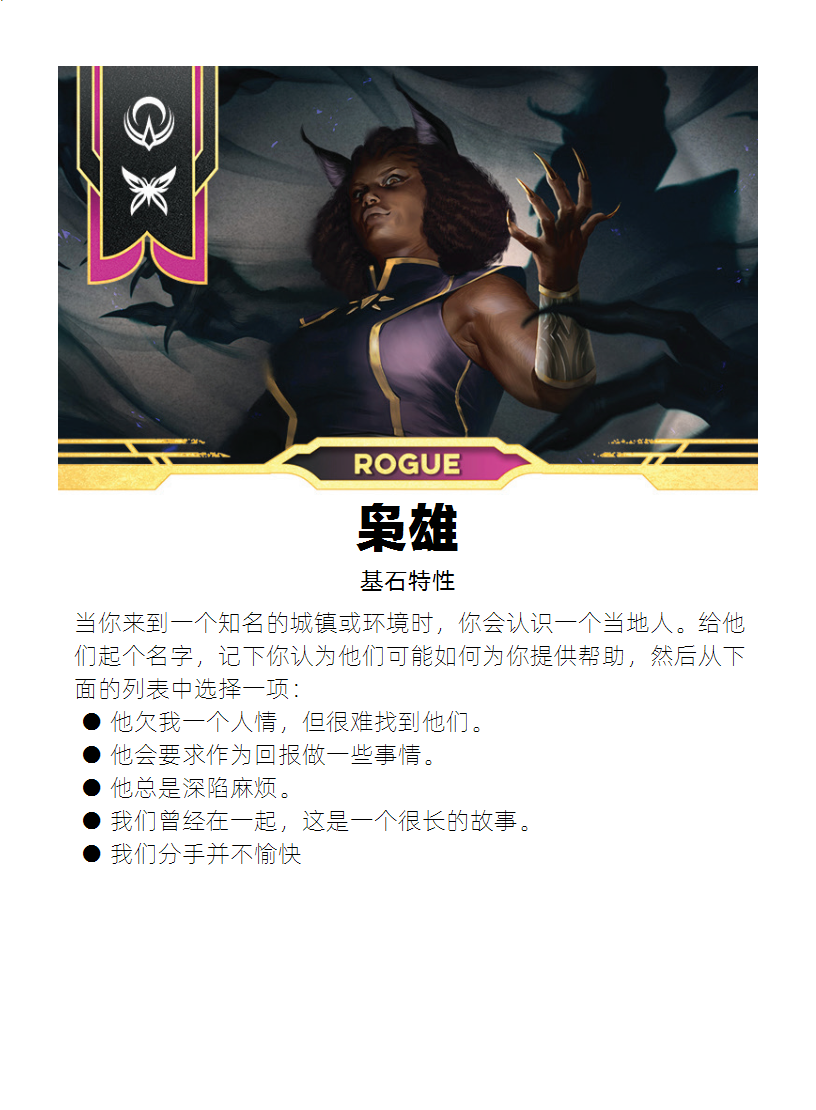 ROGUE
枭雄
基石特性
当你来到一个知名的城镇或环境时，你会认识一个当地人。给他
们起个名字，记下你认为他们可能如何为你提供帮助，然后从下
面的列表中选择一项：
● 他欠我一个人情，但很难找到他们。
● 他会要求作为回报做一些事情。
● 他总是深陷麻烦。
● 我们曾经在一起，这是一个很长的故事。
● 我们分手并不愉快